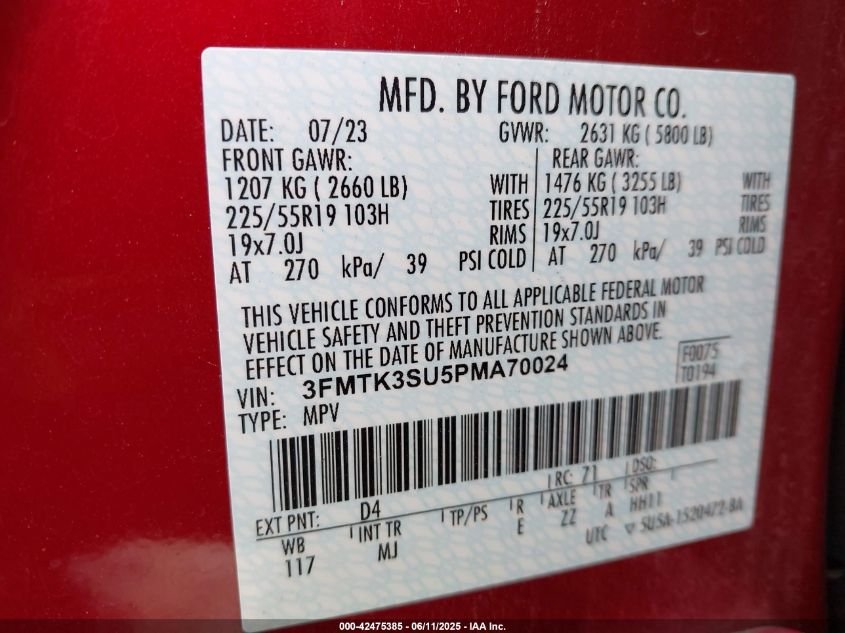 MFD. BY FORD MOTOR CO.
DATE: 07/23 GVWR: 2631 KG ( 5800 LB)
FRONT GAWR: REAR GAWR:
1207 KG ( 2660 LB) WITH 1476 KG ( 3255 LB) WITH
225/55R19 103H TIRES 225/55R19 103H TIRES
19x7.0J RIMS 19x7.0J RIMS
AT 270 kPa/ 39 PSI COLD AT 270 kPa/ 39 PSI COLD
THIS VEHICLE CONFORMS TO ALL APPLICABLE FEDERAL MOTOR
VEHICLE SAFETY AND THEFT PREVENTION STANDARDS IN
EFFECT ON THE DATE OF MANUFACTURE SHOWN ABOVE.
VIN: 3FMTK3SU5PMA70024 F0075
TYPE: MPV T0194
EXT PNT: D4 RC: 71 DSO:
WB INT TR TP/PS R AXLE TR SPR
117 MJ E ZZ A HH11
UTC ▽ 5U5A-1520472-BA
000-42475385 - 06/11/2025 - IAA Inc.